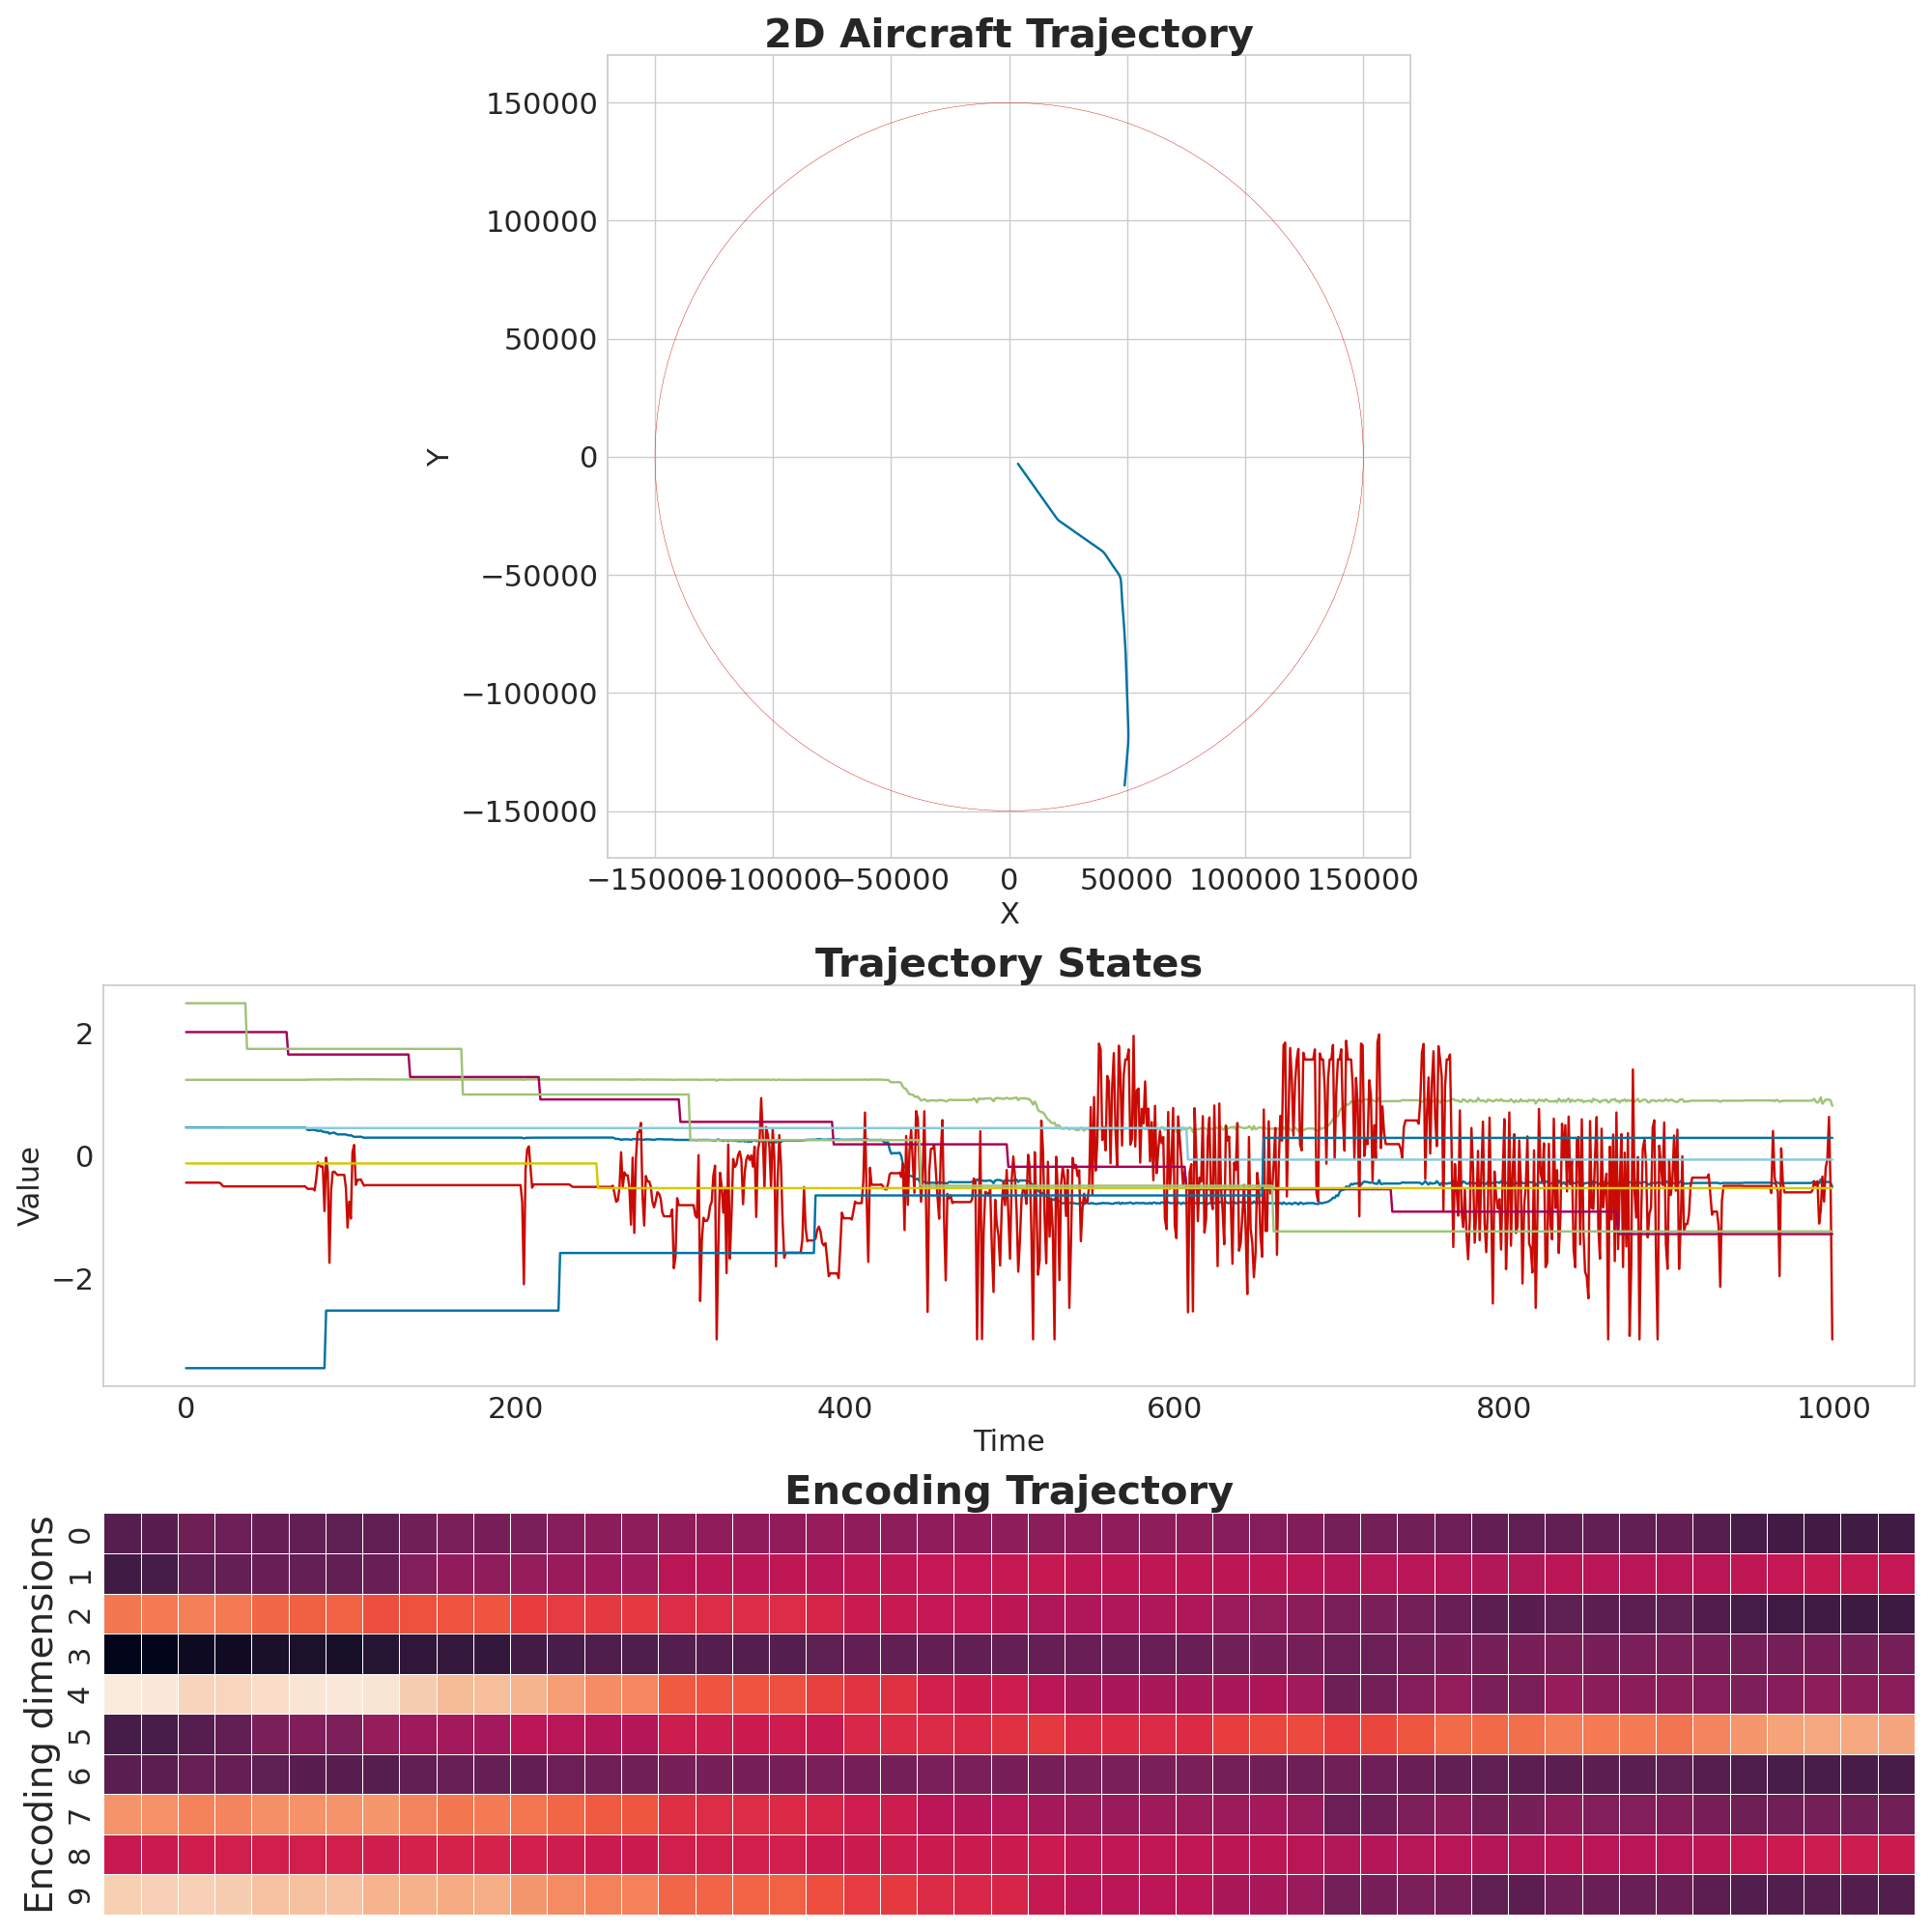 2D Aircraft Trajectory
150000
100000
50000
0
−50000
−100000
−150000
Y
−150000 −100000 −50000 0 50000 100000 150000
X
Trajectory States
2
0
−2
Value
0 200 400 600 800 1000
Time
Encoding Trajectory
0
1
2
3
4
5
6
7
8
9
Encoding dimensions